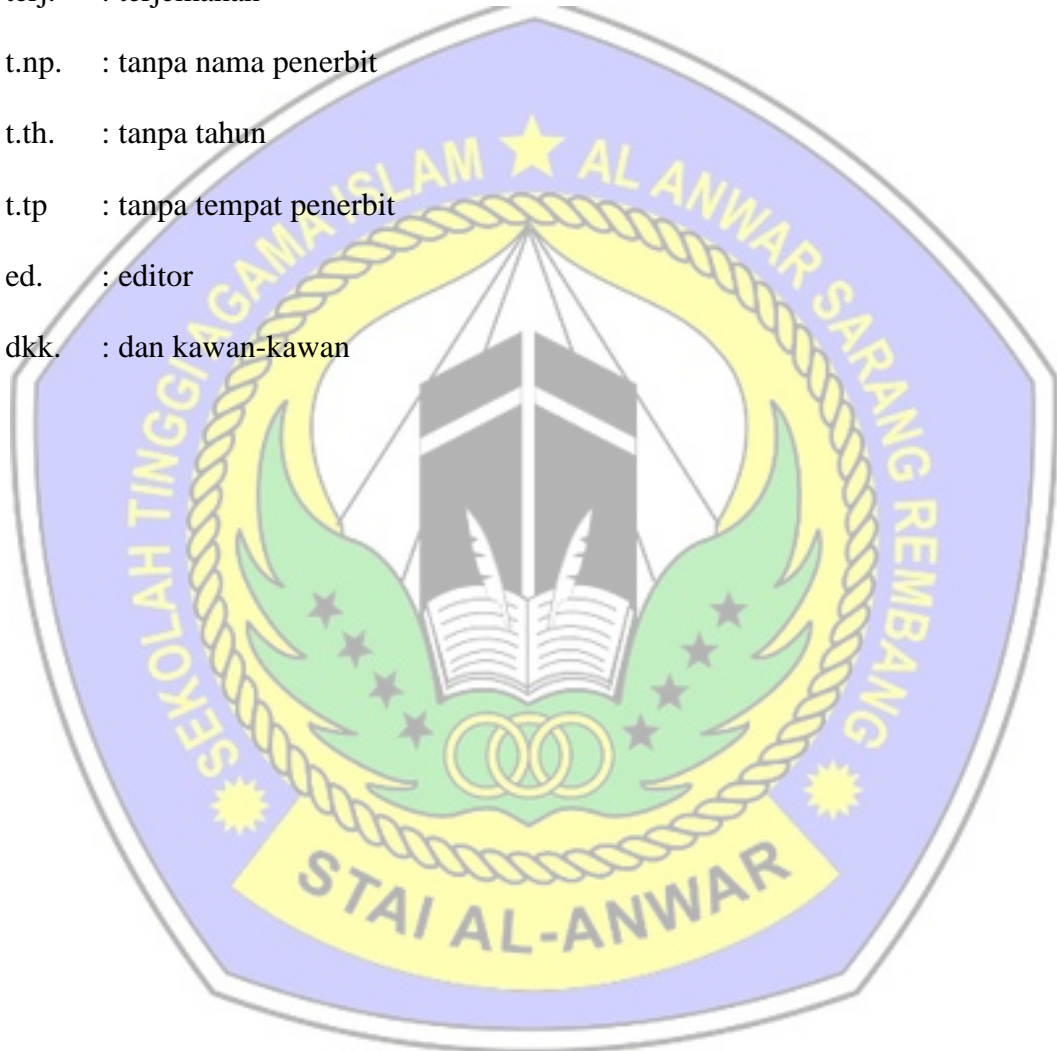 t.np. : tanpa nama penerbit
t.th. : tanpa tahun
t.tp : tanpa tempat penerbit
ed. : editor
dkk. : dan kawan-kawan
SEKOLAH TINGGI AGAMA ISLAM AL ANWAR SARANG REMBANG
STAI AL-ANWAR